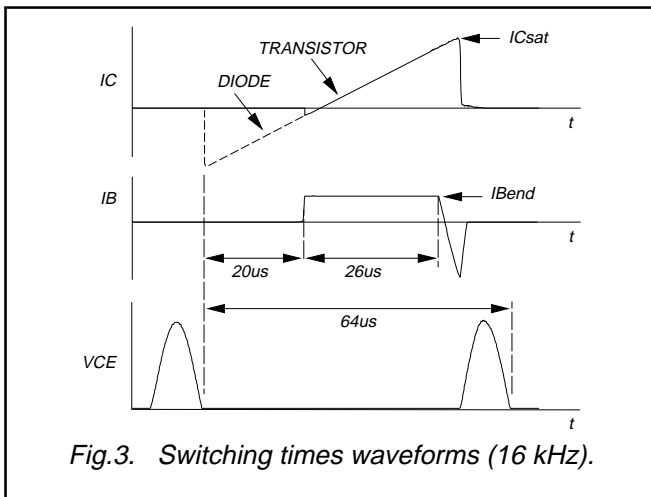 ICsat
TRANSISTOR
IC
DIODE
t
IB
IBend
t
20us
26us
64us
VCE
t
Fig.3. Switching times waveforms (16 kHz).